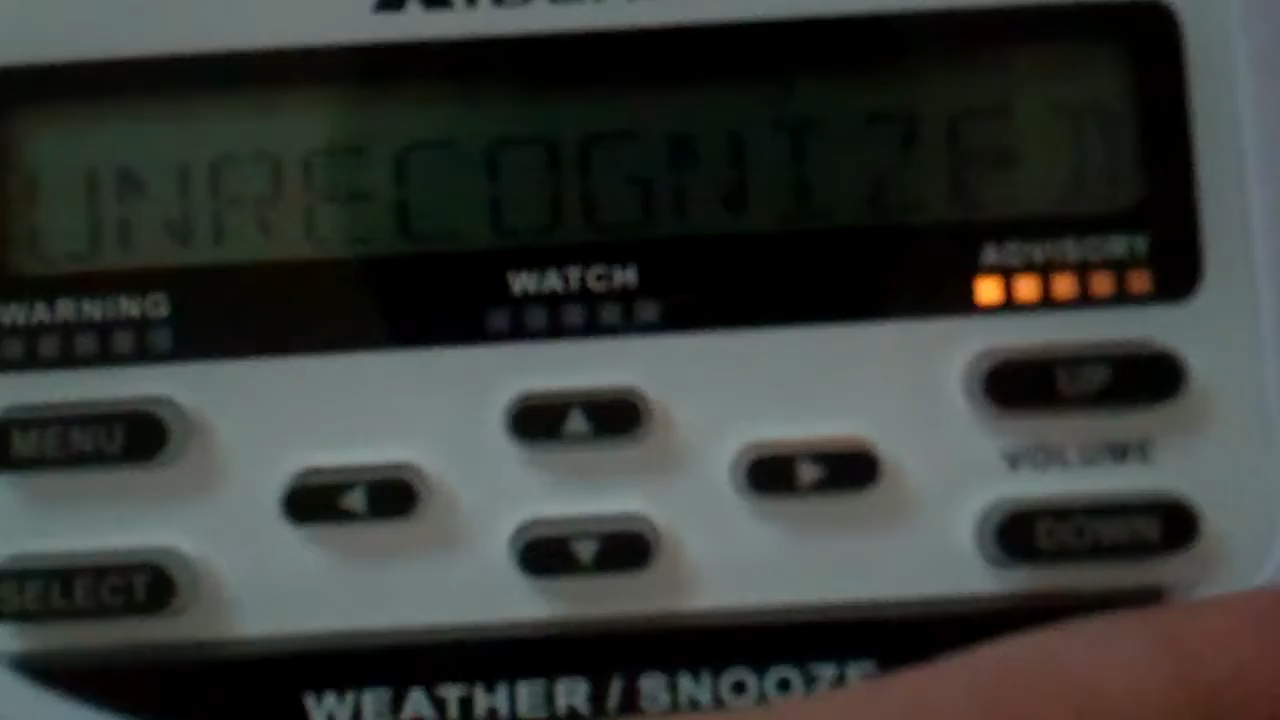 UNRECOGNIZED
WARNING
WATCH
ADVISORY
MENU
UP
VOLUME
DOWN
SELECT
WEATHER / SNOOZE